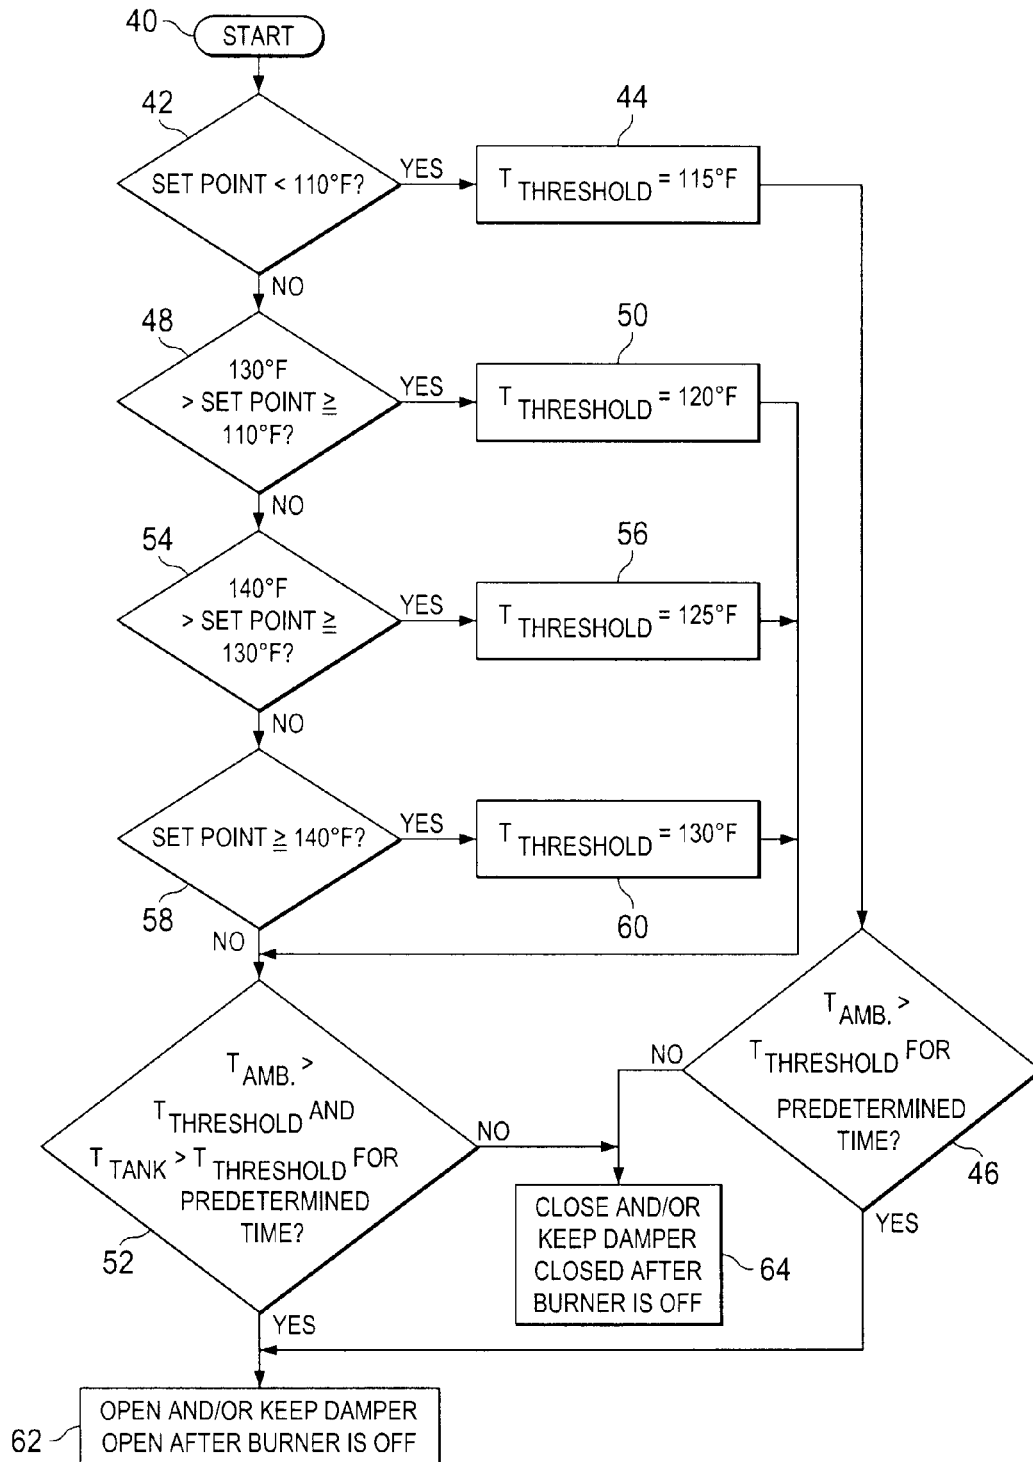 40
START
42
SET POINT < 110°F?
YES
44
T THRESHOLD = 115°F
NO
48
130°F
> SET POINT ≥
110°F?
YES
50
T THRESHOLD = 120°F
NO
54
140°F
> SET POINT ≥
130°F?
YES
56
T THRESHOLD = 125°F
NO
SET POINT ≥ 140°F?
YES
T THRESHOLD = 130°F
58
60
NO
T AMB. >
T THRESHOLD AND
T TANK > T THRESHOLD FOR
PREDETERMINED
TIME?
52
NO
YES
T AMB. >
T THRESHOLD FOR
PREDETERMINED
TIME?
46
NO
YES
CLOSE AND/OR
KEEP DAMPER
CLOSED AFTER
BURNER IS OFF
64
OPEN AND/OR KEEP DAMPER
OPEN AFTER BURNER IS OFF
62